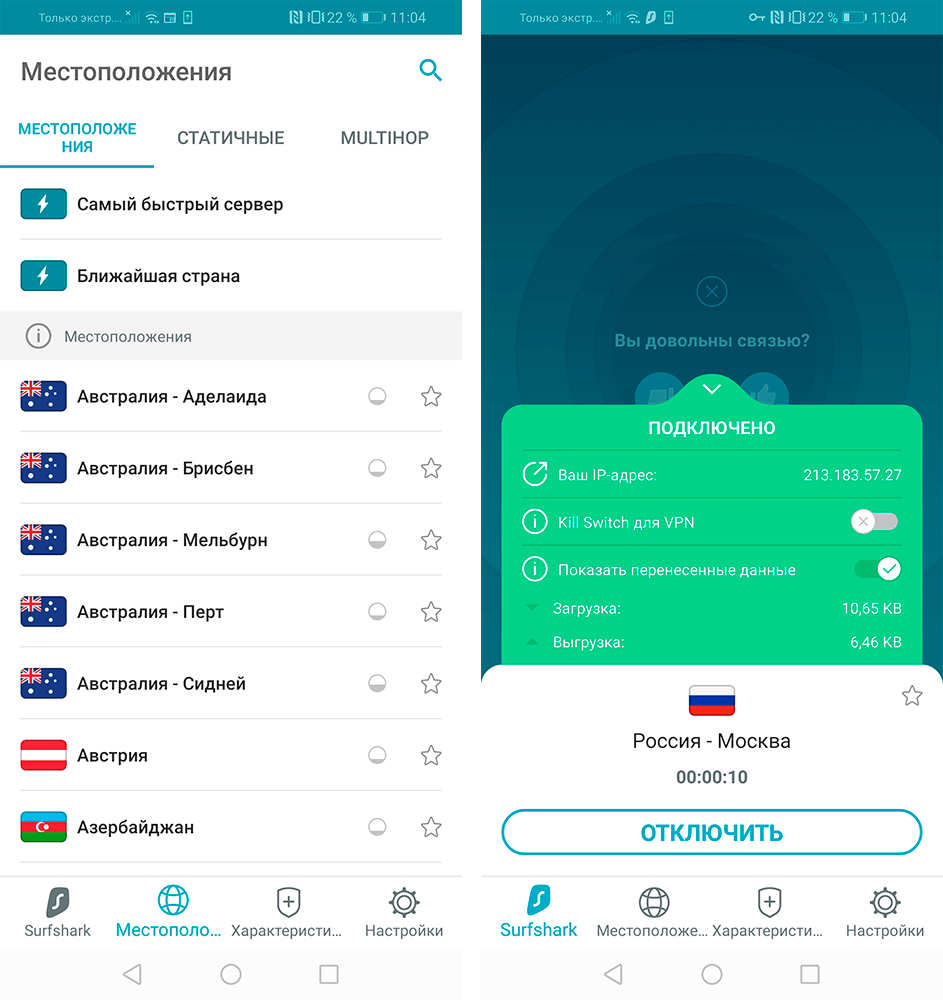 Только экстр... 22 % 11:04
Местоположения
МЕСТОПОЛОЖЕ
НИЯ
СТАТИЧНЫЕ
MULTIHOP
Самый быстрый сервер
Ближайшая страна
Местоположения
Австралия - Аделаида
Австралия - Брисбен
Австралия - Мельбурн
Австралия - Перт
Австралия - Сидней
Австрия
Азербайджан
Surfshark
Местополо...
Характеристи...
Настройки
Только экстр... 22 % 11:04
Вы довольны связью?
ПОДКЛЮЧЕНО
Ваш IP-адрес: 213.183.57.27
Kill Switch для VPN
Показать перенесенные данные
Загрузка: 10,65 KB
Выгрузка: 6,46 KB
Россия - Москва
00:00:10
ОТКЛЮЧИТЬ
Surfshark
Местоположе...
Характеристи...
Настройки